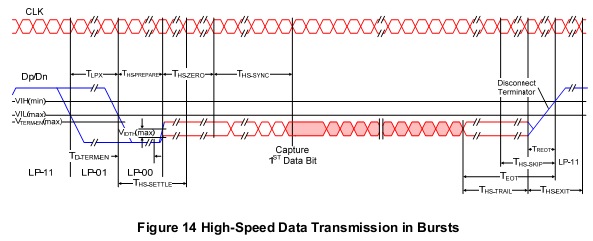 CLK
Dp/Dn
TLPX
THS-PREPARE
THS-ZERO
THS-SYNC
Disconnect
Terminator
VIH(min)
VIL(max)
VTERM-EN(max)
VIDTH(max)
Capture
1ST Data Bit
TD-TERM-EN
TREOT
THS-SKIP
LP-11
LP-11
LP-01
LP-00
TEOT
THS-SETTLE
THS-TRAIL
THS-EXIT
Figure 14 High-Speed Data Transmission in Bursts